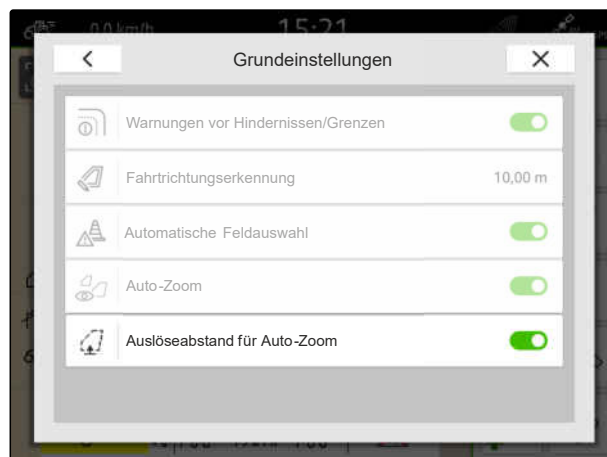 0,0 km/h
15:21
Grundeinstellungen
Warnungen vor Hindernissen/Grenzen
Fahrtrichtungserkennung
10,00 m
Automatische Feldauswahl
Auto-Zoom
Auslöseabstand für Auto-Zoom